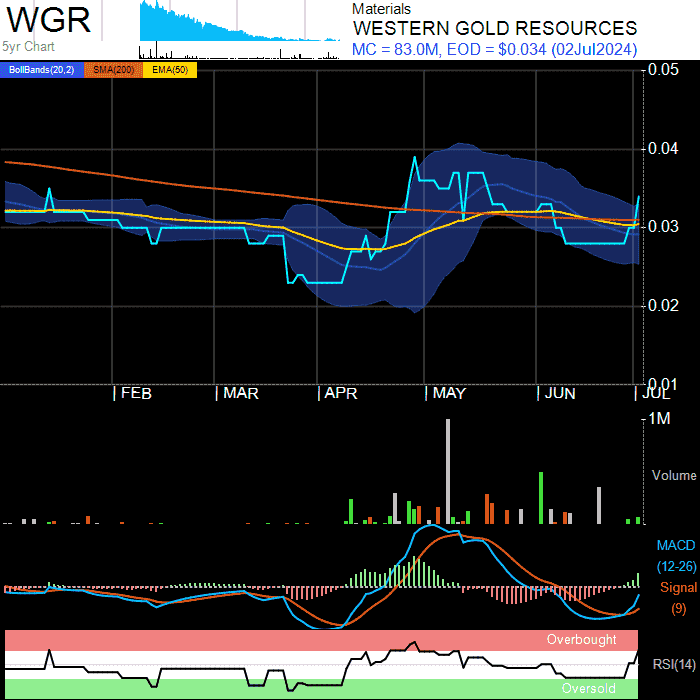 WGR
5yr Chart
Materials
WESTERN GOLD RESOURCES
MC = 83.0M, EOD = $0.034 (02Jul2024)
BollBands(20,2) SMA(200) EMA(50)
0.05
0.04
0.03
0.02
0.01
FEB MAR APR MAY JUN JUL
1M
Volume
MACD
(12-26)
Signal
(9)
Overbought
RSI(14)
Oversold